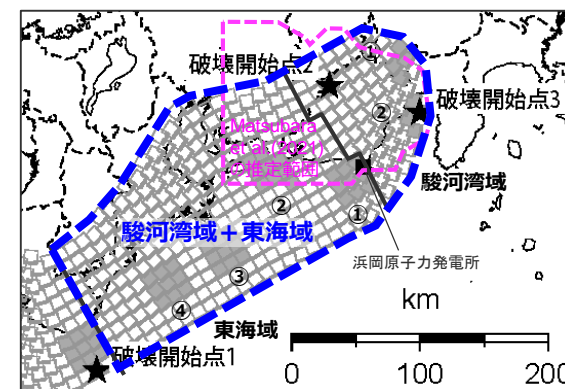 ①
破壊開始点2
②
破壊開始点3
Matsubara
et al.(2021)
の推定範囲
駿河湾域
②
①
駿河湾域+東海域
浜岡原子力発電所
③
④
km
東海域
破壊開始点1
0 100 200